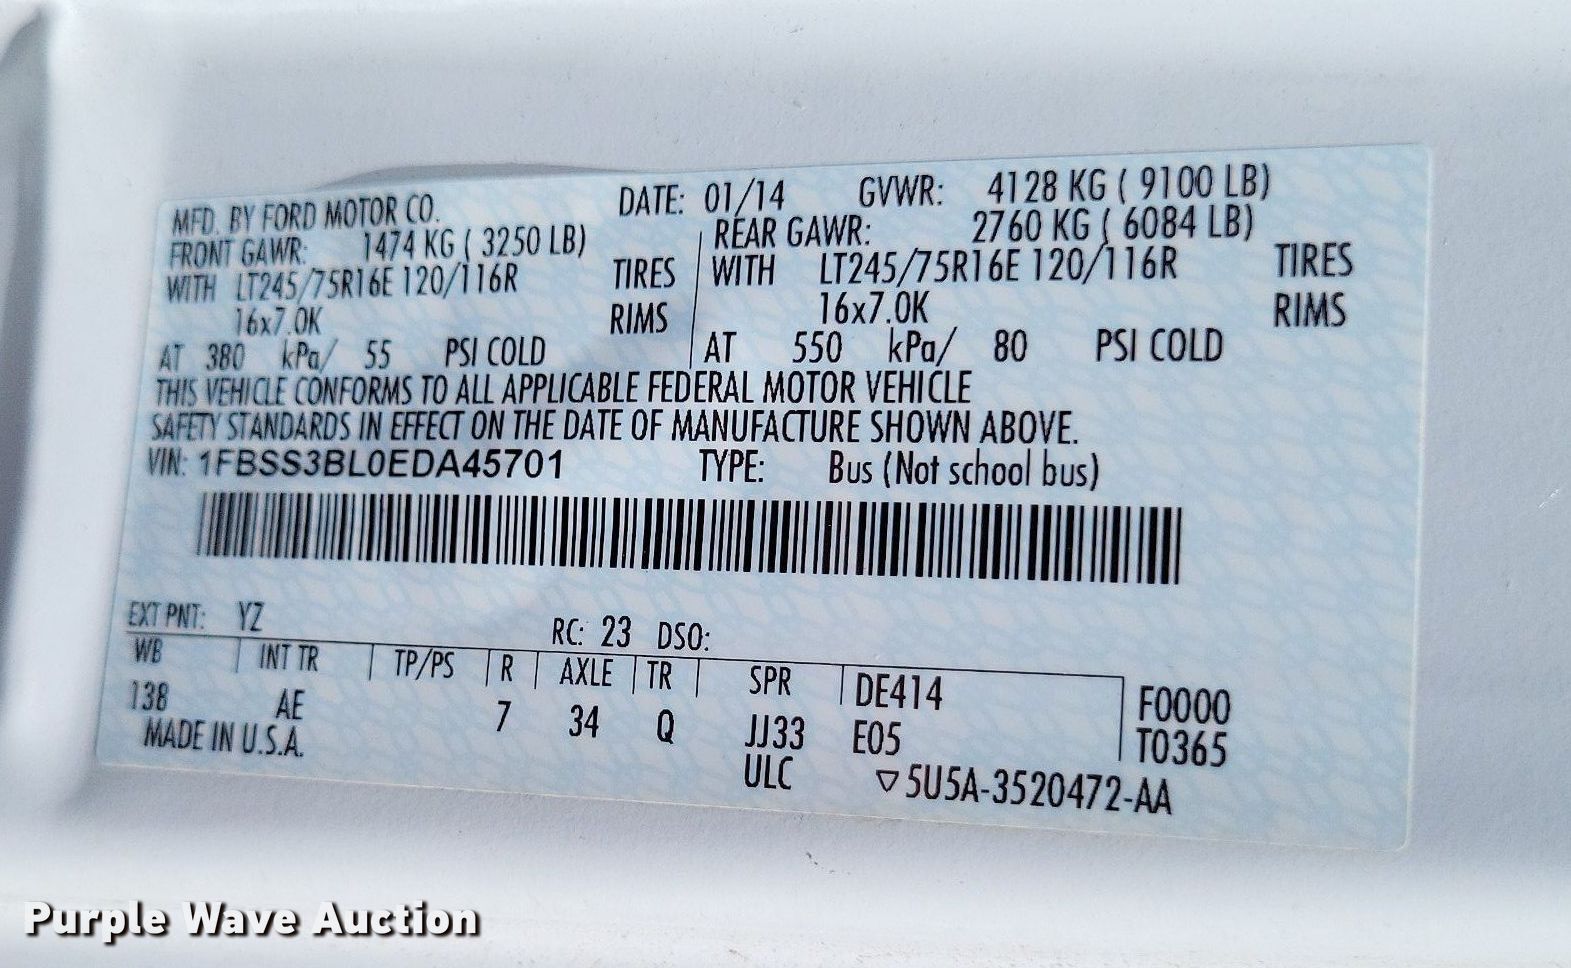 MFD. BY FORD MOTOR CO. DATE: 01/14 GVWR: 4128 KG ( 9100 LB)
FRONT GAWR: 1474 KG ( 3250 LB) REAR GAWR: 2760 KG ( 6084 LB)
WITH LT245/75R16E 120/116R TIRES WITH LT245/75R16E 120/116R TIRES
16x7.0K RIMS 16x7.0K RIMS
AT 380 kPa/ 55 PSI COLD AT 550 kPa/ 80 PSI COLD
THIS VEHICLE CONFORMS TO ALL APPLICABLE FEDERAL MOTOR VEHICLE
SAFETY STANDARDS IN EFFECT ON THE DATE OF MANUFACTURE SHOWN ABOVE.
VIN: 1FBSS3BL0EDA45701 TYPE: Bus (Not school bus)
EXT PNT: YZ RC: 23 DSO:
WB INT TR TP/PS R AXLE TR SPR DE414 F0000
138 AE 7 34 Q JJ33 E05 T0365
MADE IN U.S.A. ULC ▽5U5A-3520472-AA
Purple Wave Auction